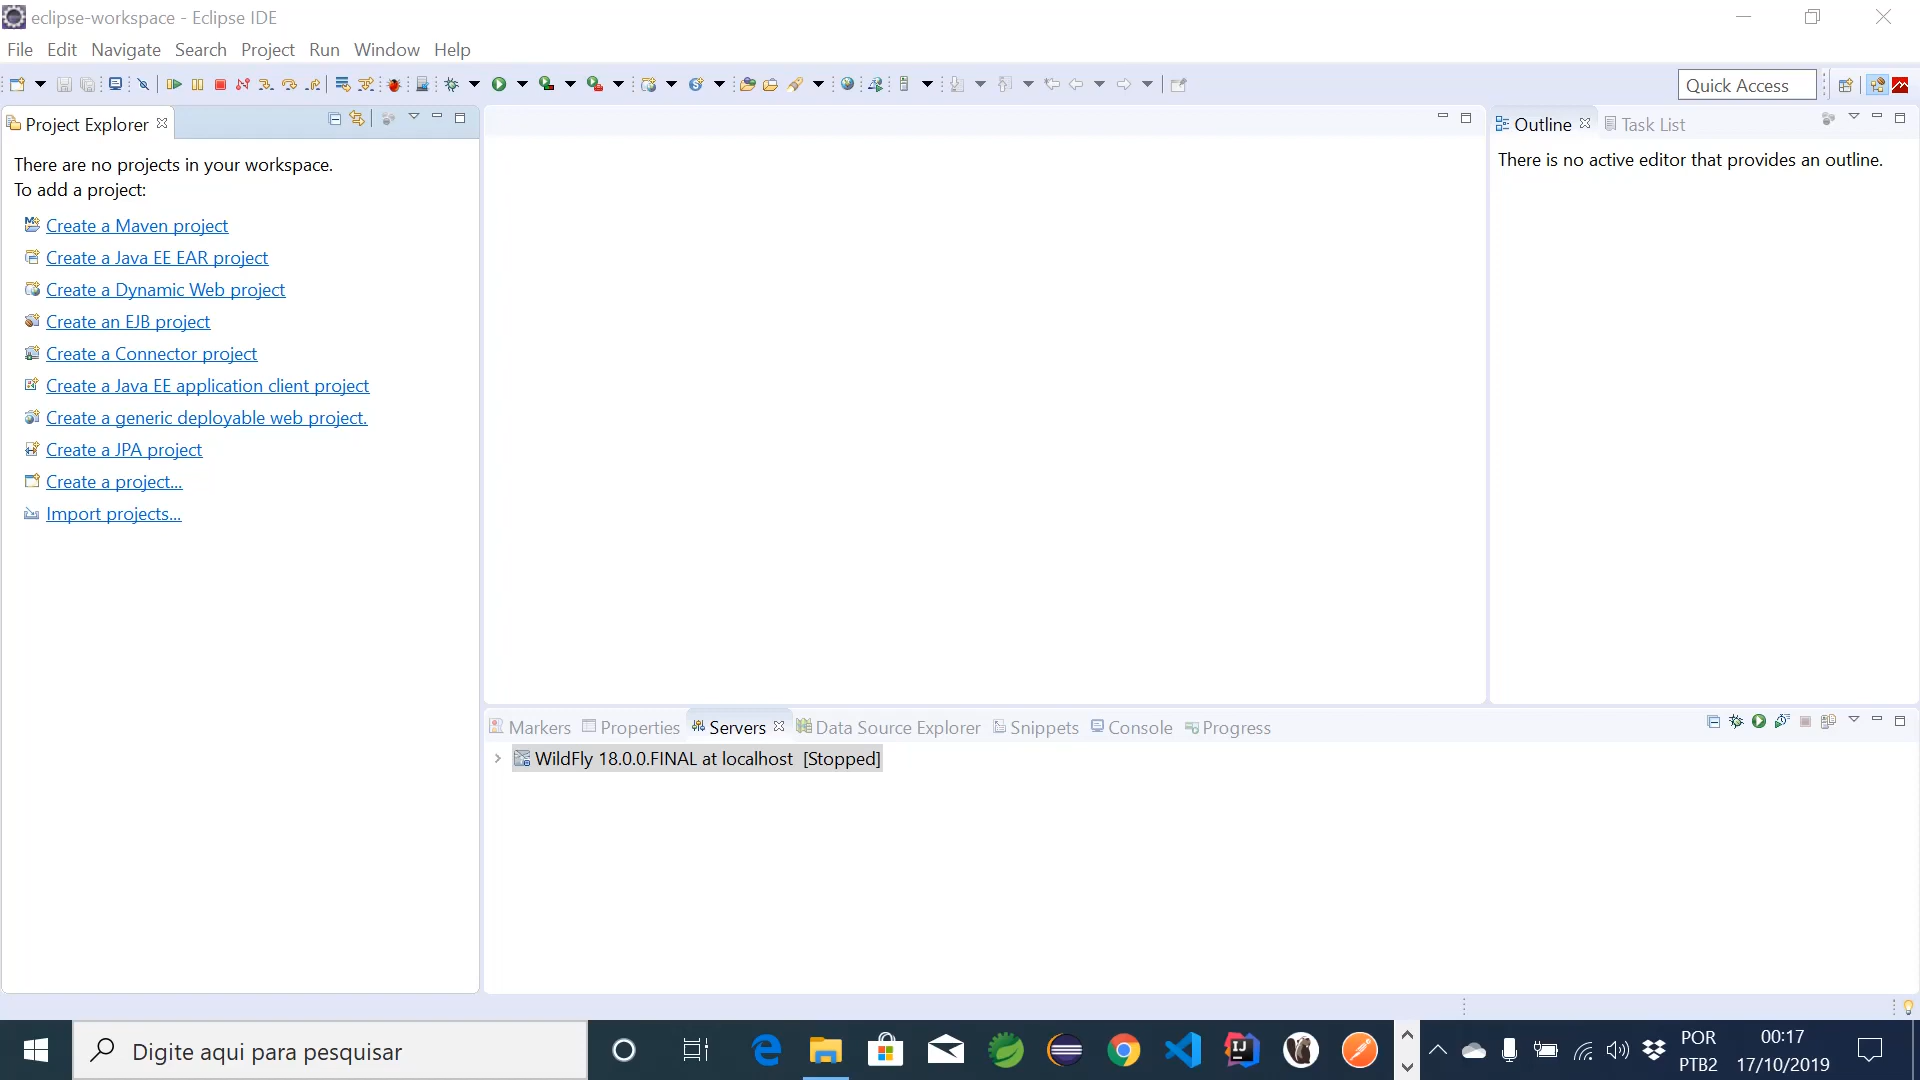 eclipse-workspace - Eclipse IDE
File Edit Navigate Search Project Run Window Help
Quick Access
Project Explorer
There are no projects in your workspace.
To add a project:
Create a Maven project
Create a Java EE EAR project
Create a Dynamic Web project
Create an EJB project
Create a Connector project
Create a Java EE application client project
Create a generic deployable web project.
Create a JPA project
Create a project...
Import projects...
Outline Task List
There is no active editor that provides an outline.
Markers Properties Servers Data Source Explorer Snippets Console Progress
WildFly 18.0.0.FINAL at localhost [Stopped]
Digite aqui para pesquisar
POR
PTB2
00:17
17/10/2019